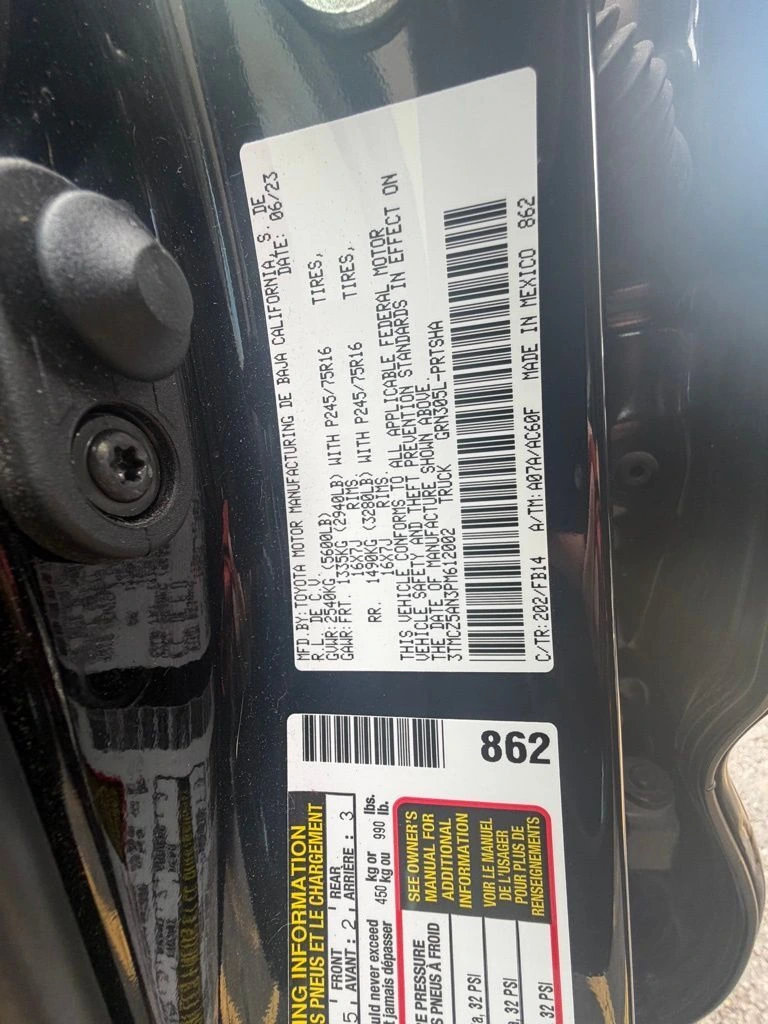 MFD. BY: TOYOTA MOTOR MANUFACTURING DE BAJA CALIFORNIA, S. DE
R.L. DE C.V. DATE: 06/23
GVWR: 2540KG (5600LB)
GAWR: FRT. 1335KG (2940LB) WITH P245/75R16 TIRES,
16X7J RIMS
RR. 1490KG (3280LB) WITH P245/75R16 TIRES,
16X7J RIMS
THIS VEHICLE CONFORMS TO ALL APPLICABLE FEDERAL MOTOR
VEHICLE SAFETY AND THEFT PREVENTION STANDARDS IN EFFECT ON
THE DATE OF MANUFACTURE SHOWN ABOVE.
3TMCZ5AN3PM612002 TRUCK GRN305L-PRTSHA
C/TR: 202/FB14 A/TM: A07A/AC60F MADE IN MEXICO 862
862
ING INFORMATION
S PNEUS ET LE CHARGEMENT
5, FRONT AVANT : 2, REAR ARRIÈRE : 3
uld never exceed
t jamais dépasser
kg or
450 kg ou
lbs.
990 lb.
SEE OWNER'S
MANUAL FOR
ADDITIONAL
INFORMATION
VOIR LE MANUEL
DE L'USAGER
POUR PLUS DE
RENSEIGNEMENTS
E PRESSURE
S PNEUS À FROID
a, 32 PSI
a, 32 PSI
32 PSI